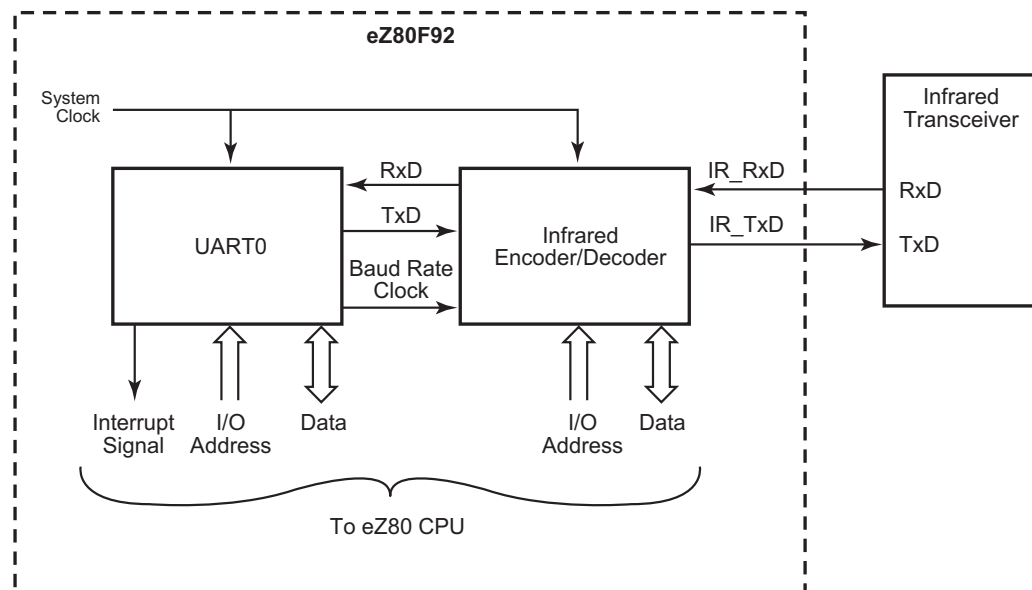 eZ80F92
System
Clock
Infrared
Transceiver
RxD
IR_RxD
RxD
TxD
IR_TxD
TxD
UART0
Infrared
Encoder/Decoder
Baud Rate
Clock
Interrupt
Signal
I/O
Address
Data
I/O
Address
Data
To eZ80 CPU